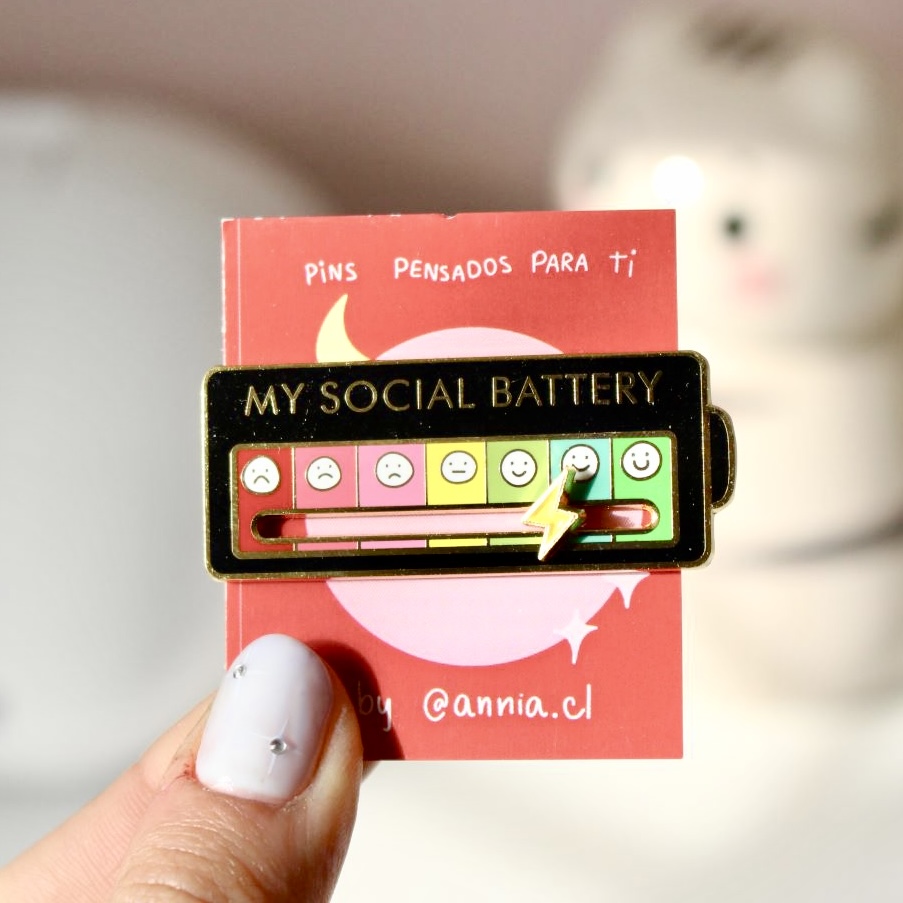 PiNS PENSADOS PARA Ti
MY SOCIAL BATTERY
by @annia.cl